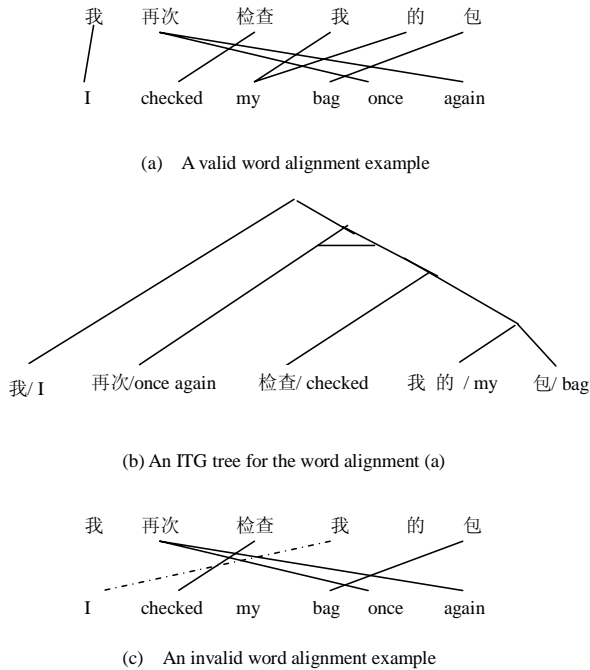 我 再次 检查 我 的 包
I checked my bag once again
(a) A valid word alignment example
我/ I 再次/once again 检查/ checked 我 的 / my 包/ bag
(b) An ITG tree for the word alignment (a)
我 再次 检查 我 的 包
I checked my bag once again
(c) An invalid word alignment example